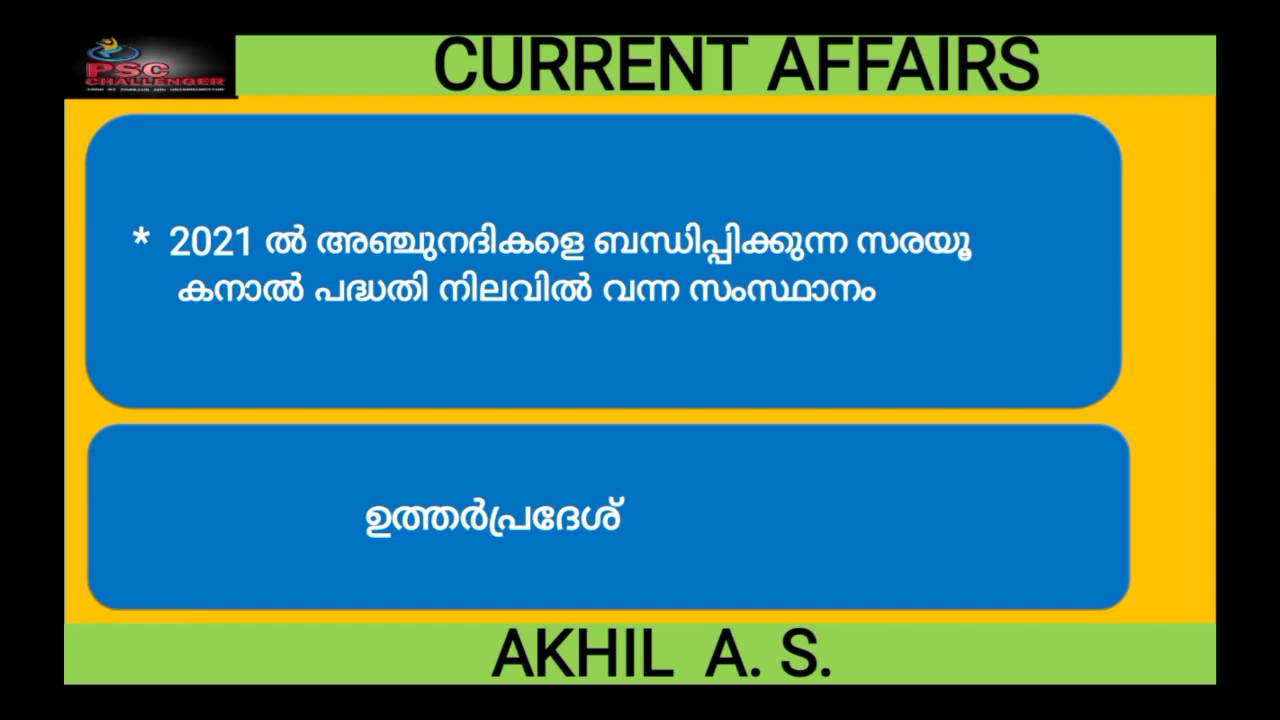 PSC
CHALLENGER
CURRENT AFFAIRS
* 2021 ൽ അഞ്ചുനദികളെ ബന്ധിപ്പിക്കുന്ന സരയൂ
കനാൽ പദ്ധതി നിലവിൽ വന്ന സംസ്ഥാനം
ഉത്തർപ്രദേശ്
AKHIL A. S.